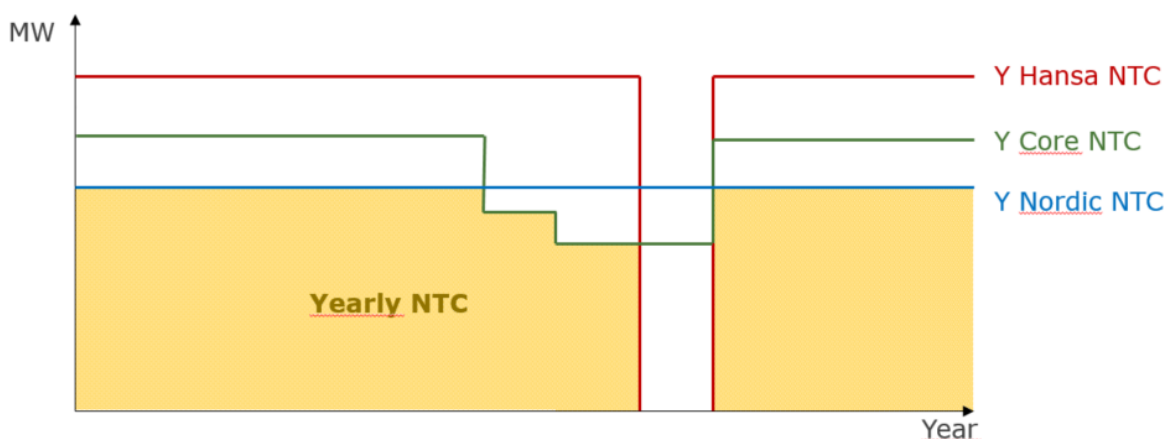 MW
Y Hansa NTC
Y Core NTC
Y Nordic NTC
Yearly NTC
Year